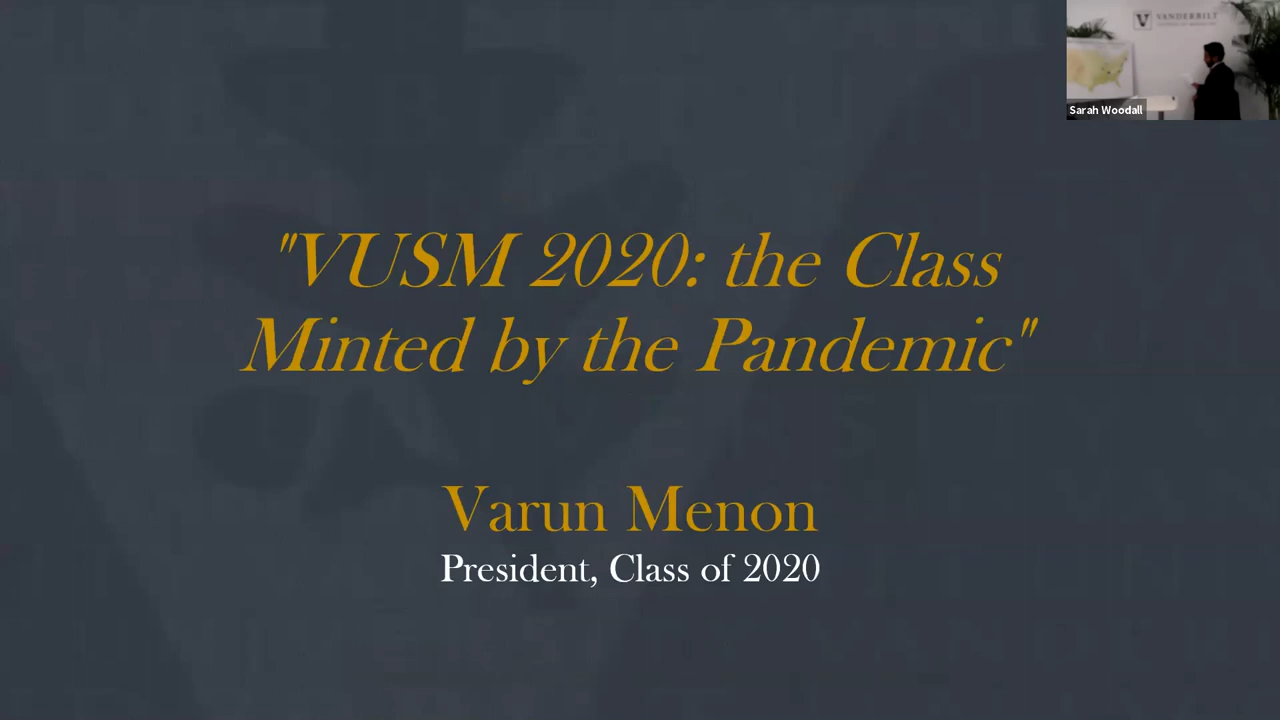 VANDERBILT
Sarah Woodall
"VUSM 2020: the Class
Minted by the Pandemic"
Varun Menon
President, Class of 2020